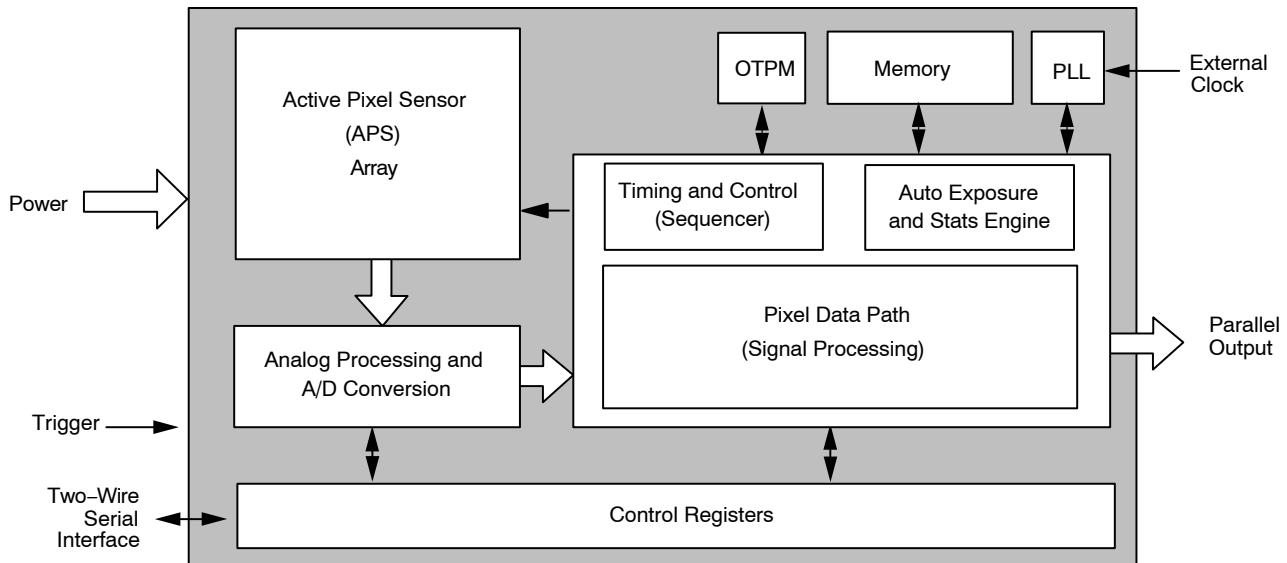 Active Pixel Sensor
(APS)
Array
OTPM
Memory
PLL
External
Clock
Power
Timing and Control
(Sequencer)
Auto Exposure
and Stats Engine
Pixel Data Path
(Signal Processing)
Parallel
Output
Analog Processing and
A/D Conversion
Trigger
Two−Wire
Serial
Interface
Control Registers